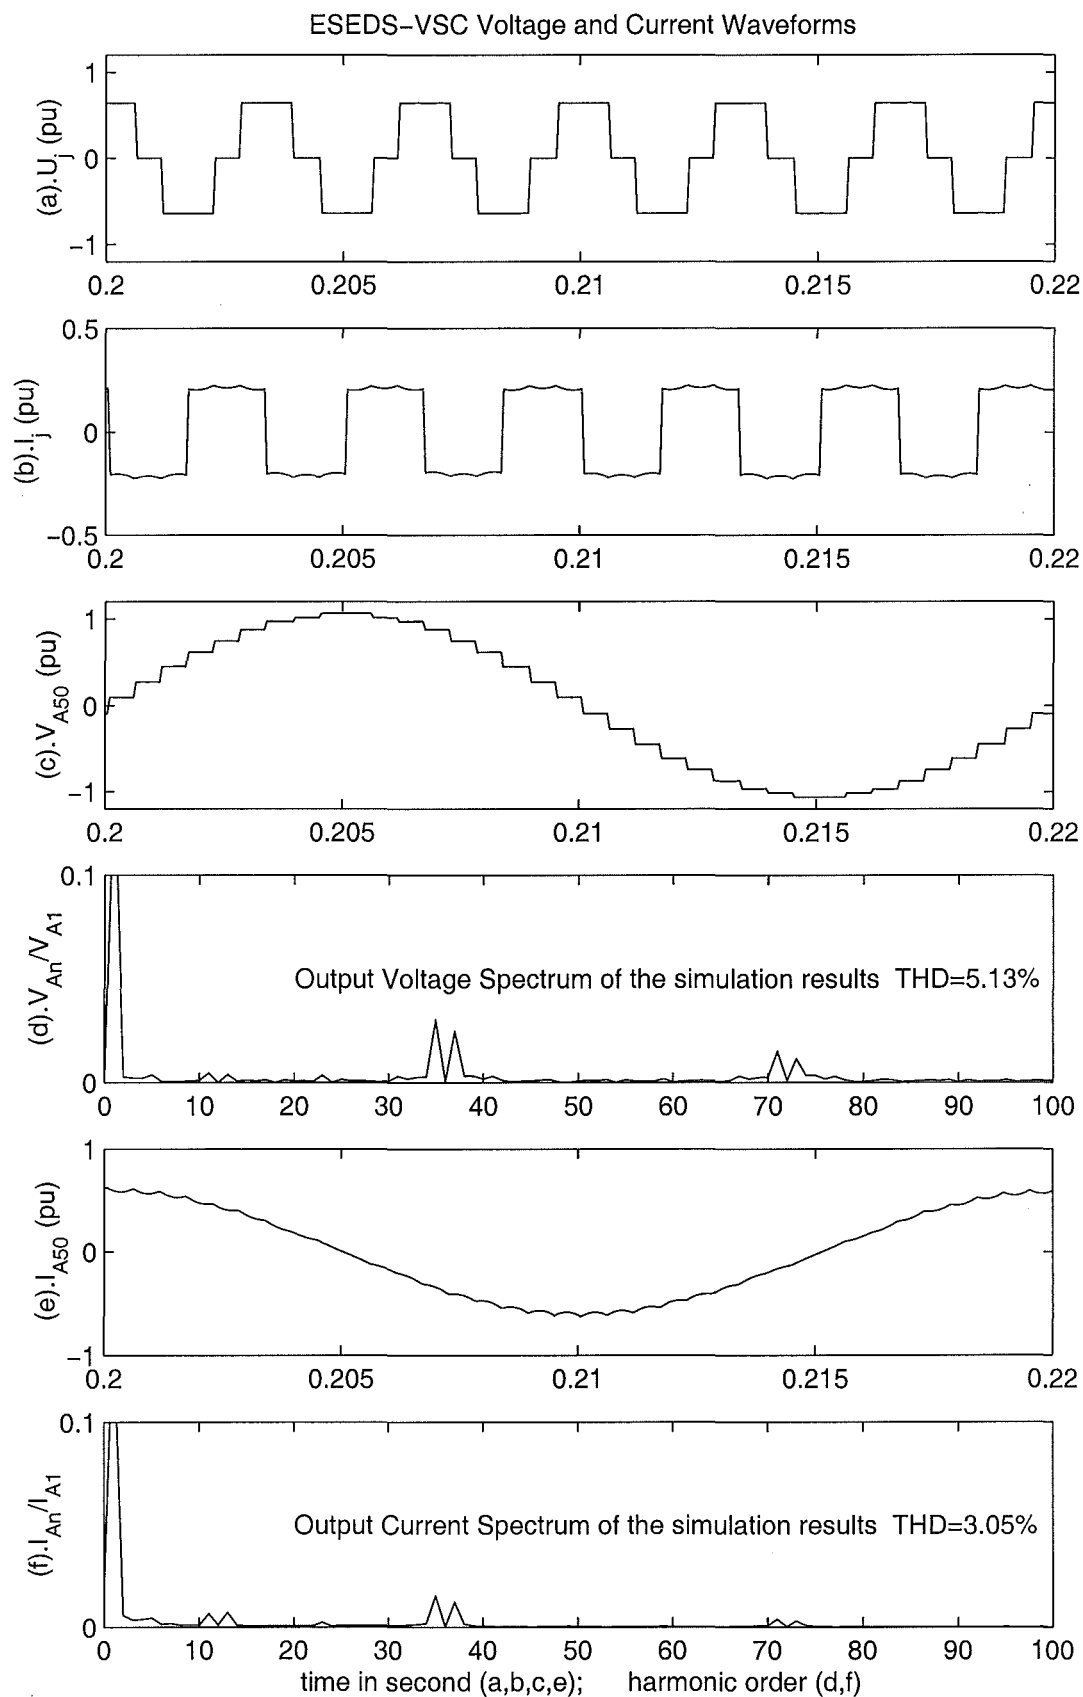 ESEDS-VSC Voltage and Current Waveforms
(a).U_j (pu)
1
0
-1
0.2 0.205 0.21 0.215 0.22
(b).I_j (pu)
0.5
0
-0.5
0.2 0.205 0.21 0.215 0.22
(c).V_A50 (pu)
1
0
-1
0.2 0.205 0.21 0.215 0.22
(d).V_An/V_A1
0.1
Output Voltage Spectrum of the simulation results THD=5.13%
0
0 10 20 30 40 50 60 70 80 90 100
(e).I_A50 (pu)
1
0
-1
0.2 0.205 0.21 0.215 0.22
(f).I_An/I_A1
0.1
Output Current Spectrum of the simulation results THD=3.05%
0
0 10 20 30 40 50 60 70 80 90 100
time in second (a,b,c,e); harmonic order (d,f)